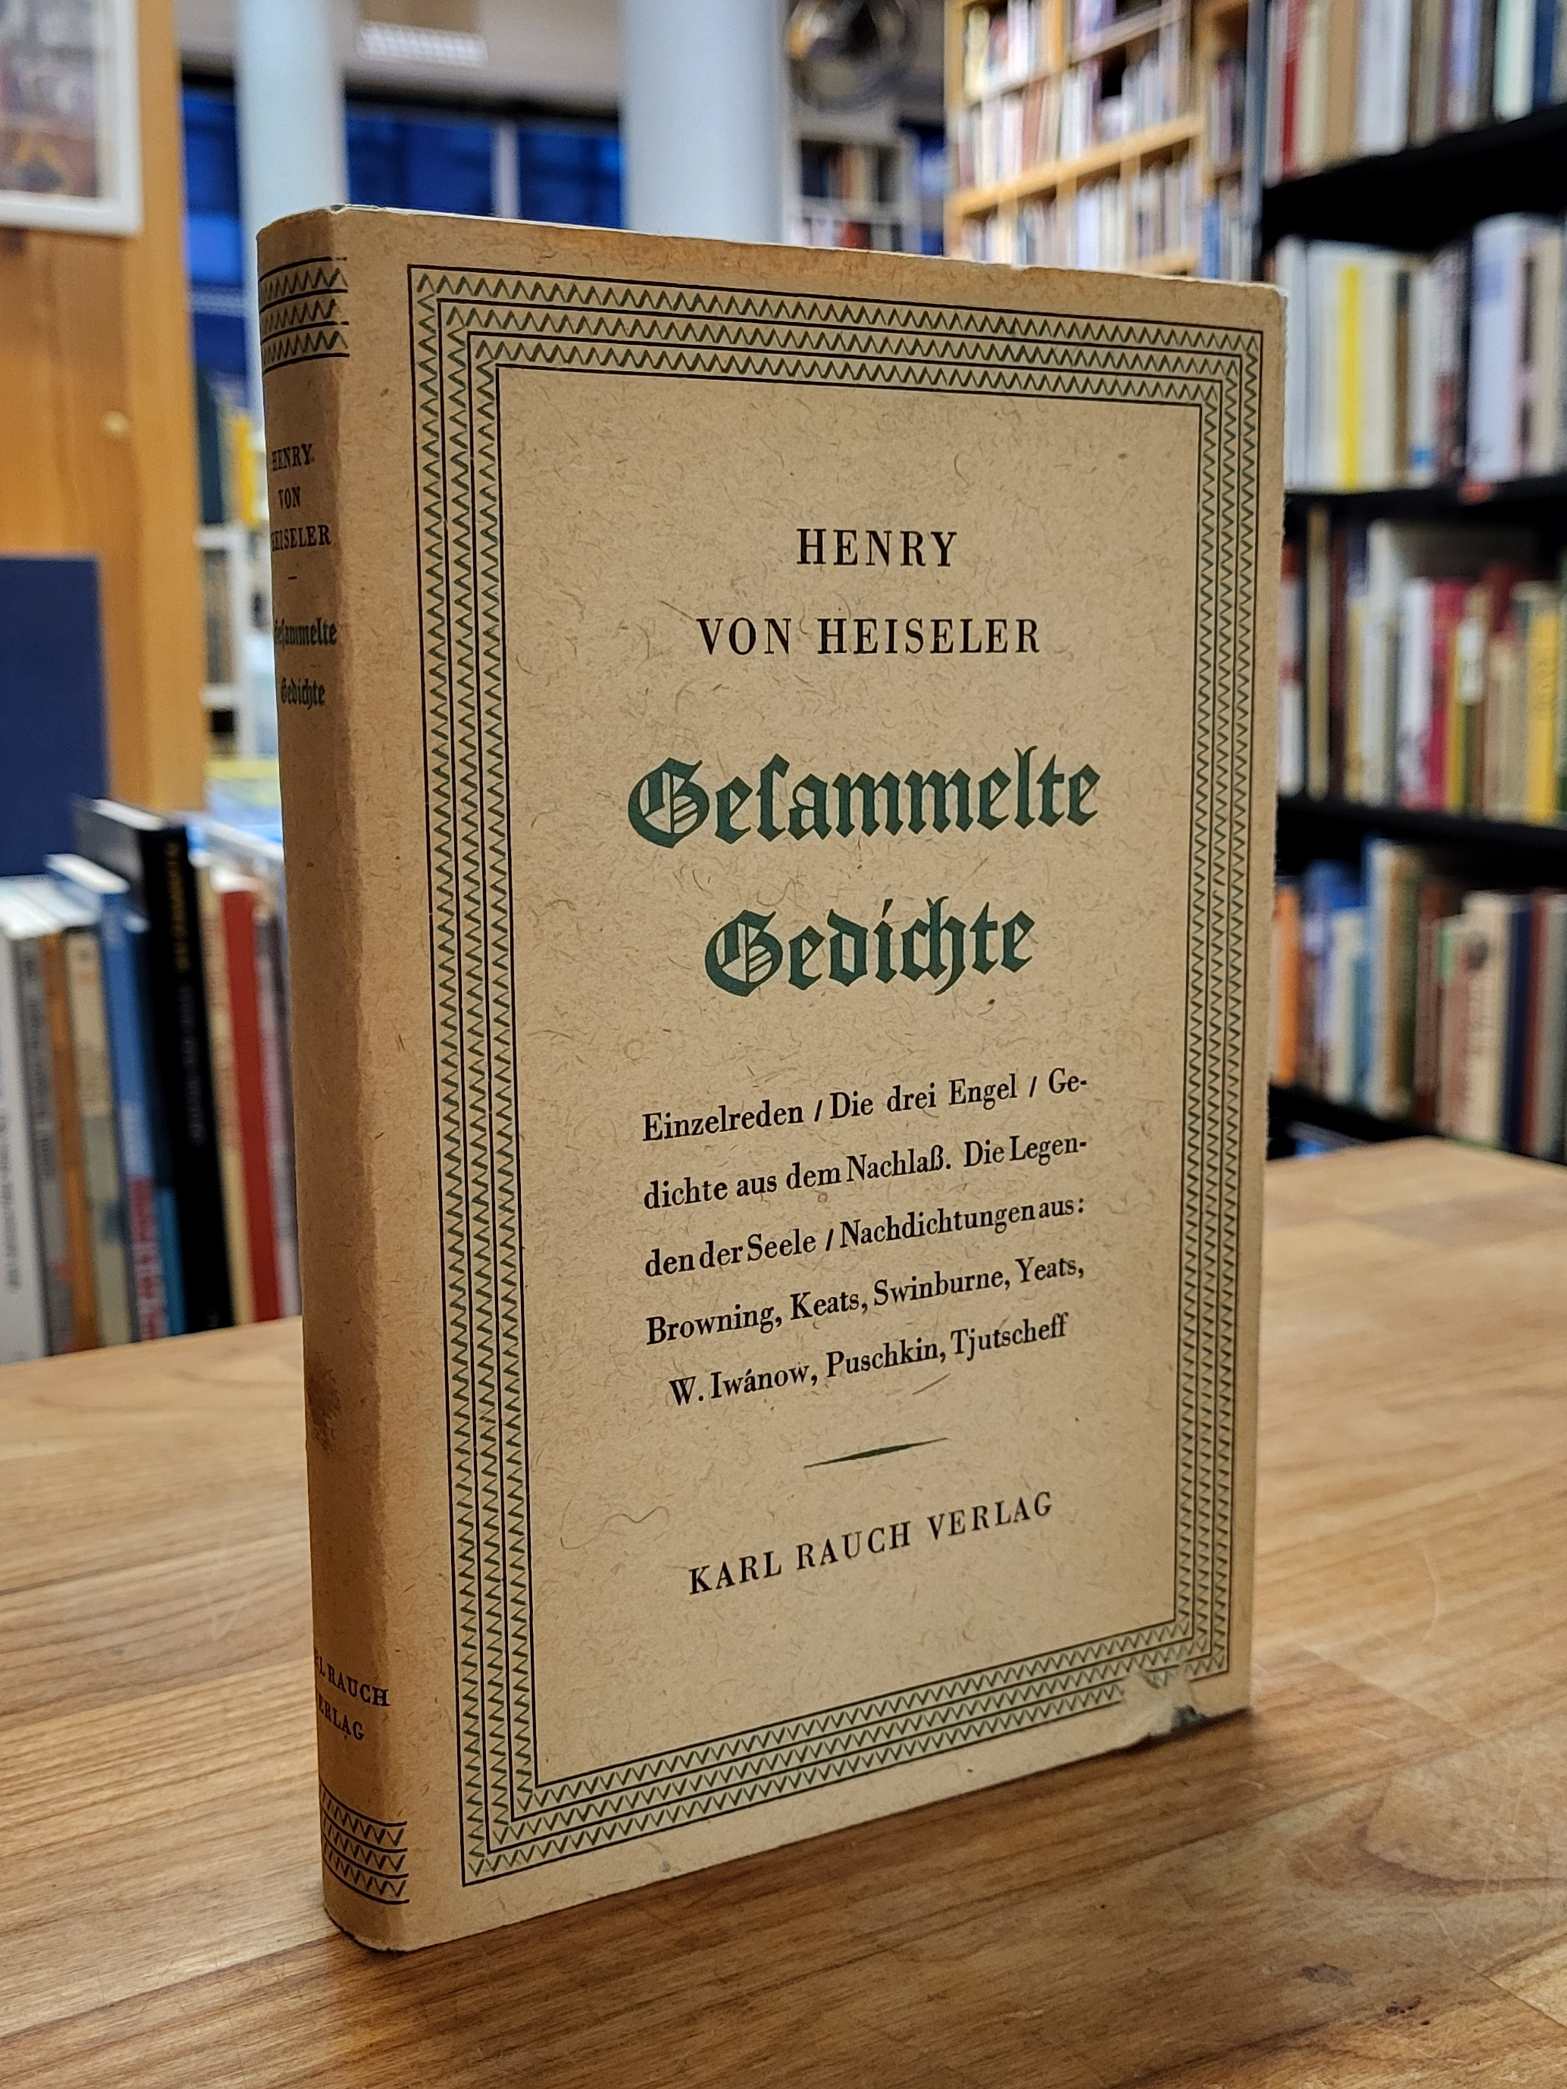 HENRY
VON
HEISELER
Geſammelte
Gedichte
KARL RAUCH
VERLAG
HENRY
VON HEISELER
Geſammelte
Gedichte
Einzelreden / Die drei Engel / Ge-
dichte aus dem Nachlaß. Die Legen-
den der Seele / Nachdichtungen aus:
Browning, Keats, Swinburne, Yeats,
W. Iwánow, Puschkin, Tjutscheff
KARL RAUCH VERLAG